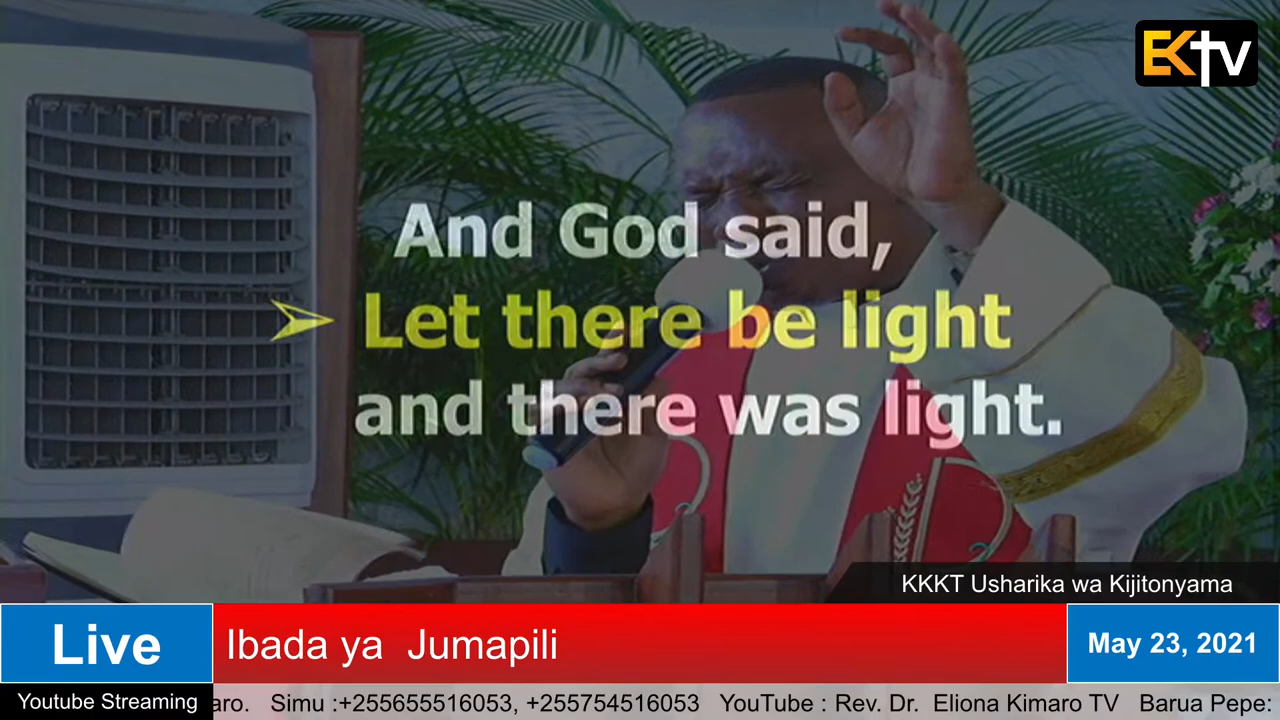 EKTV
And God said,
Let there be light
and there was light.
KKKT Usharika wa Kijitonyama
Live
Ibada ya Jumapili
May 23, 2021
Youtube Streaming
aro. Simu :+255655516053, +255754516053 YouTube : Rev. Dr. Eliona Kimaro TV Barua Pepe: